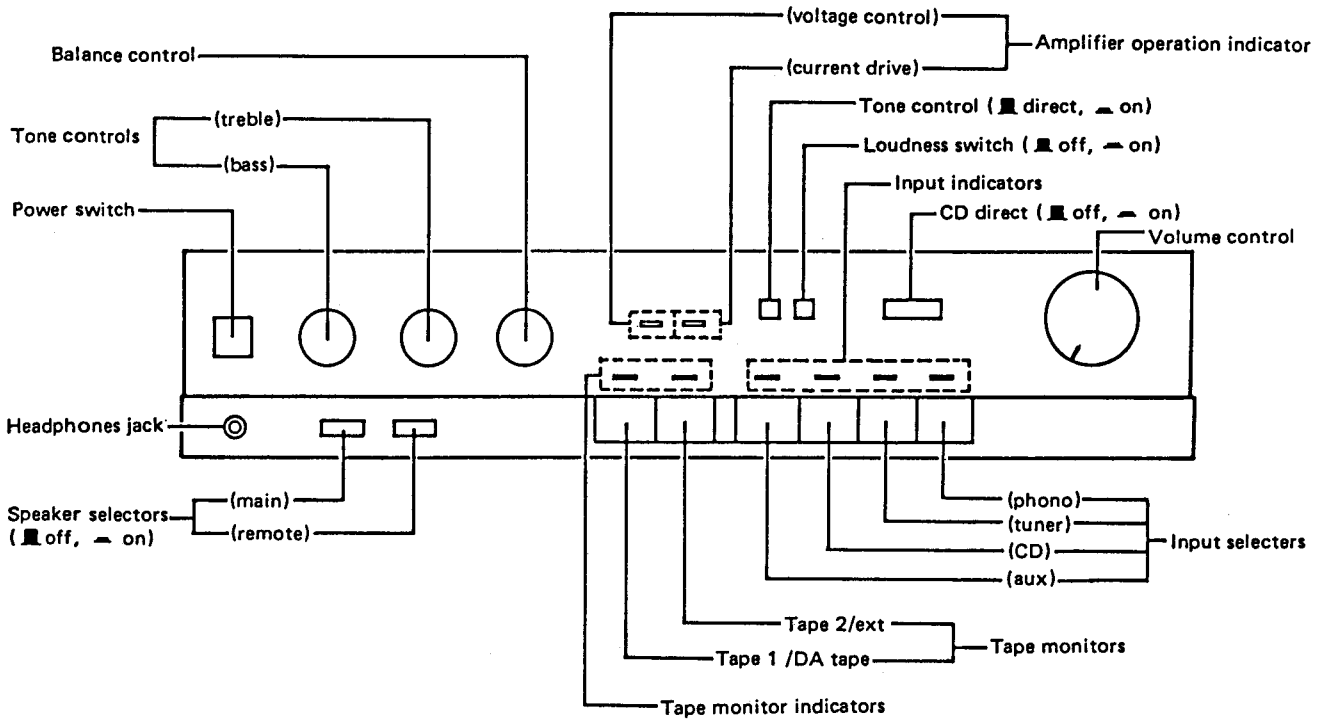 (voltage control)
Amplifier operation indicator
(current drive)
Balance control
Tone control ( direct, on)
(treble)
Tone controls
(bass)
Loudness switch ( off, on)
Input indicators
Power switch
CD direct ( off, on)
Volume control
Headphones jack
(main)
Speaker selectors
( off, on)
(remote)
(phono)
(tuner)
Input selecters
(CD)
(aux)
Tape 2/ext
Tape monitors
Tape 1 /DA tape
Tape monitor indicators